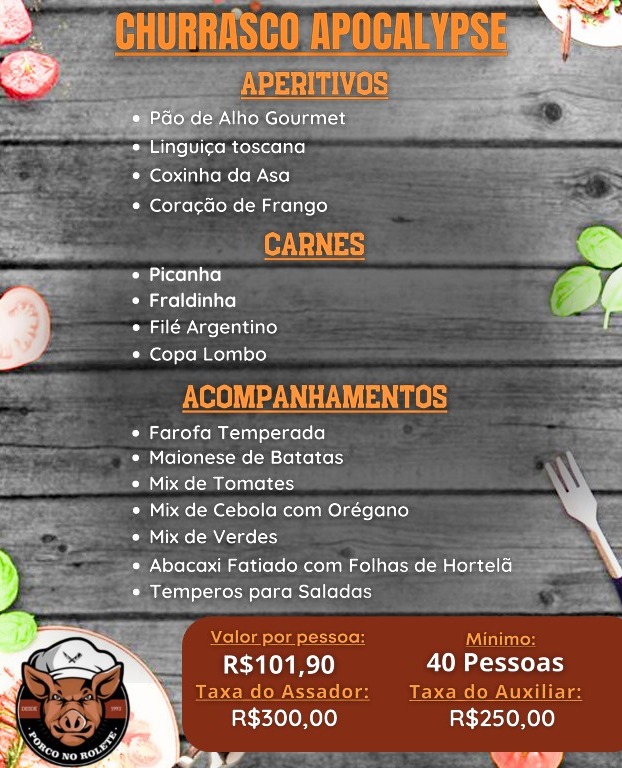 CHURRASCO APOCALYPSE
APERITIVOS
• Pão de Alho Gourmet
• Linguiça toscana
• Coxinha da Asa
• Coração de Frango
CARNES
• Picanha
• Fraldinha
• Filé Argentino
• Copa Lombo
ACOMPANHAMENTOS
• Farofa Temperada
• Maionese de Batatas
• Mix de Tomates
• Mix de Cebola com Orégano
• Mix de Verdes
• Abacaxi Fatiado com Folhas de Hortelã
• Temperos para Saladas
Valor por pessoa:
R$101,90
Taxa do Assador:
R$300,00
Mínimo:
40 Pessoas
Taxa do Auxiliar:
R$250,00
DESDE 1993
PORCO NO ROLETE